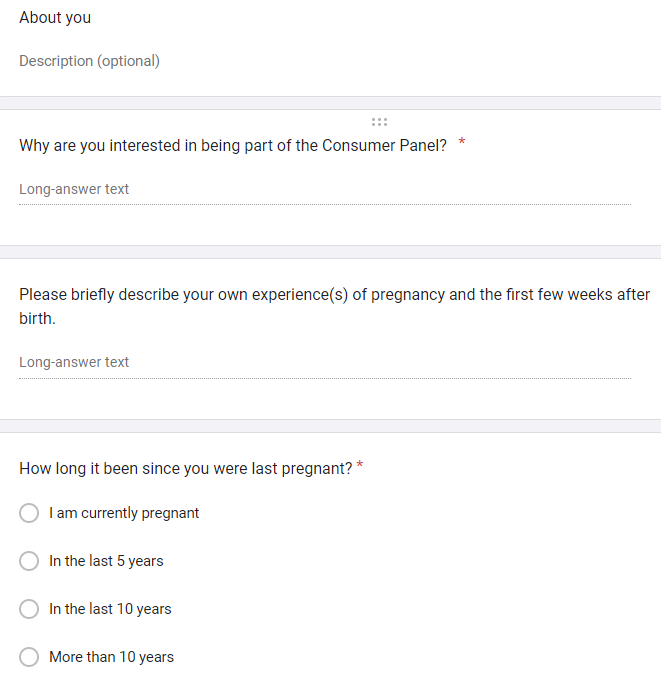 About you
Description (optional)
Why are you interested in being part of the Consumer Panel? *
Long-answer text
Please briefly describe your own experience(s) of pregnancy and the first few weeks after
birth.
Long-answer text
How long it been since you were last pregnant? *
I am currently pregnant
In the last 5 years
In the last 10 years
More than 10 years